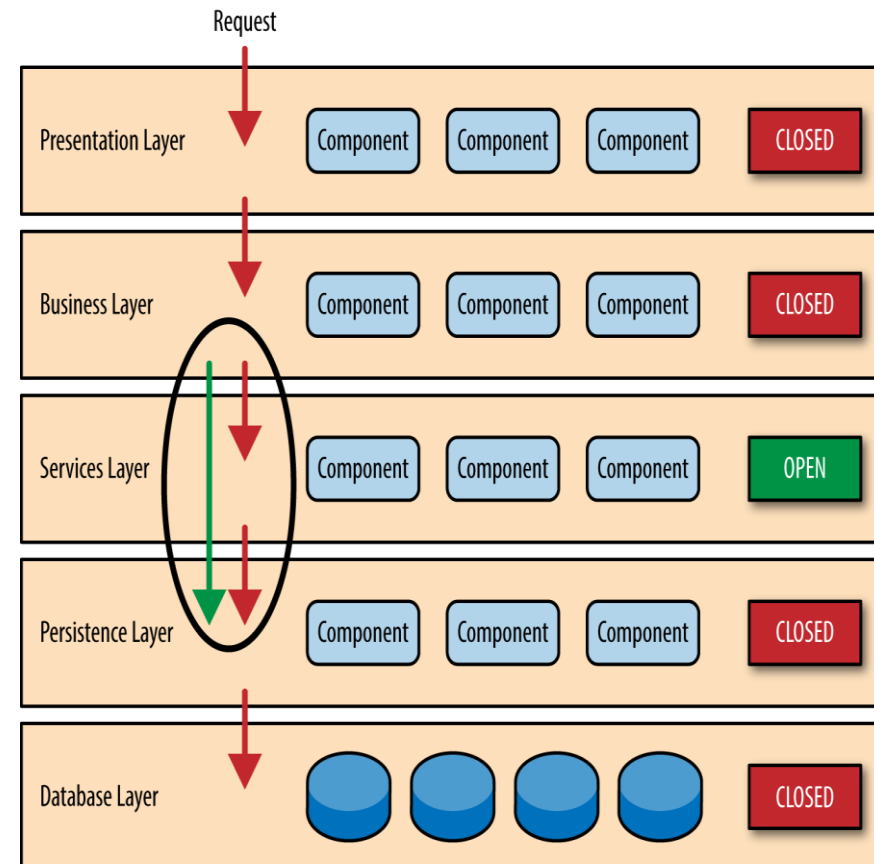 Request
Presentation Layer Component Component Component CLOSED
Business Layer Component Component Component CLOSED
Services Layer Component Component Component OPEN
Persistence Layer Component Component Component CLOSED
Database Layer CLOSED